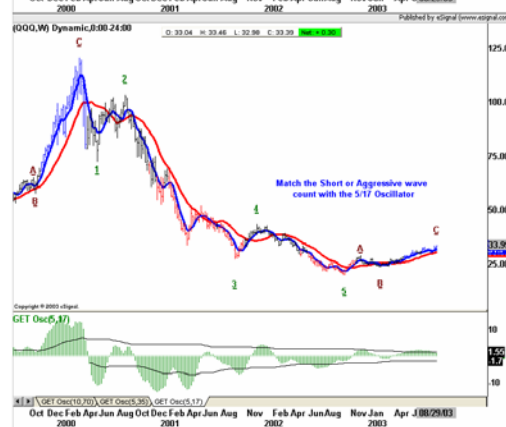 2000 2001 2002 2003
Published by eSignal (www.esignal.
(QQQ,W) Dynamic,0:00-24:00
O: 33.04 H: 33.46 L: 32.98 C: 33.39 Net: + 0.30
C
125.0
2
100.0
1
75.00
A
B
Match the Short or Aggressive wave
count with the 5/17 Oscillator
50.00
4
C
A
33.99
25.00
3
5
B
Copyright © 2003 eSignal.
GET Osc(5,17)
10
1.55
-1.7
-10
GET Osc(10,70) GET Osc(5,35) GET Osc(5,17)
Oct Dec Feb Apr Jun Aug Oct Dec Feb Apr Jun Aug Nov Feb Apr Jun Aug Nov Jan Apr J 08/29/03
2000 2001 2002 2003